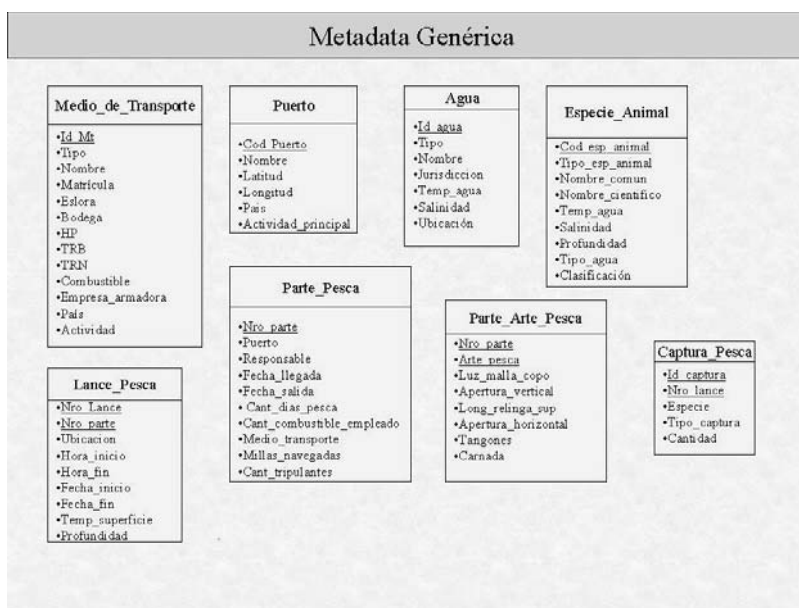 Metadata Genérica
Medio_de_Transporte
•Id_Mt
•Tipo
•Nombre
•Matrícula
•Eslora
•Bodega
•HP
•TRB
•TRN
•Combustible
•Empresa_armadora
•País
•Actividad
Puerto
•Cod_Puerto
•Nombre
•Latitud
•Longitud
•Pais
•Actividad_principal
Agua
•Id_agua
•Tipo
•Nombre
•Jurisdiccion
•Temp_agua
•Salinidad
•Ubicación
Especie_Animal
•Cod_esp_animal
•Tipo_esp_animal
•Nombre_comun
•Nombre_cientifico
•Temp_agua
•Salinidad
•Profundidad
•Tipo_agua
•Clasificación
Lance_Pesca
•Nro_Lance
•Nro_parte
•Ubicacion
•Hora_inicio
•Hora_fin
•Fecha_inicio
•Fecha_fin
•Temp_superficie
•Profundidad
Parte_Pesca
•Nro_parte
•Puerto
•Responsable
•Fecha_llegada
•Fecha_salida
• Cant_dias_pesca
•Cant_combustible_empleado
•Medio_transporte
•Millas_navegadas
•Cant_tripulantes
Parte_Arte_Pesca
•Nro_parte
•Arte_pesca
•Luz_malla_copo
•Apertura_vertical
•Long_relinga_sup
•Apertura_horizontal
•Tangones
•Carnada
Captura_Pesca
•Id_captura
•Nro_lance
•Especie
•Tipo_captura
•Cantidad